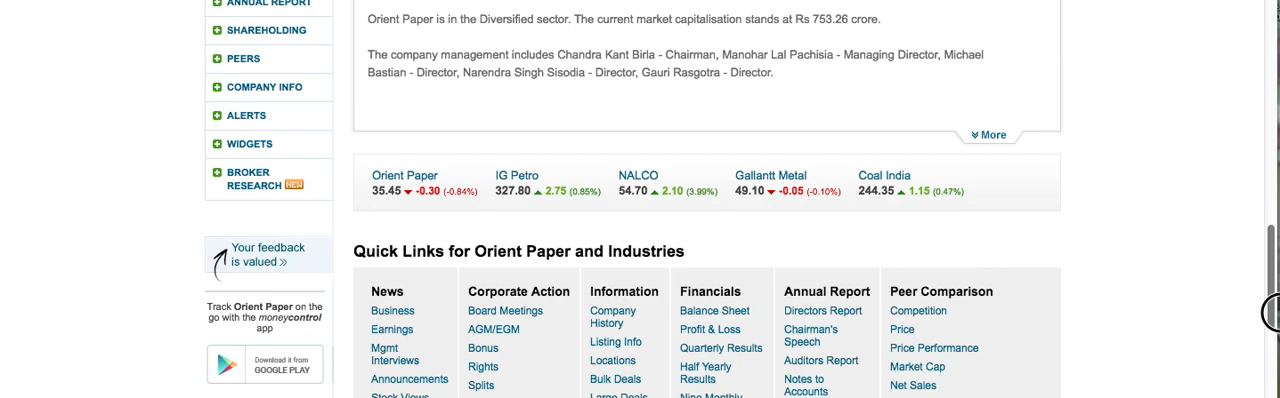 ANNUAL REPORT
SHAREHOLDING
PEERS
COMPANY INFO
ALERTS
WIDGETS
BROKER
RESEARCH NEW
Your feedback
is valued »
Track Orient Paper on the
go with the moneycontrol
app
Download it from
GOOGLE PLAY
Orient Paper is in the Diversified sector. The current market capitalisation stands at Rs 753.26 crore.
The company management includes Chandra Kant Birla - Chairman, Manohar Lal Pachisia - Managing Director, Michael
Bastian - Director, Narendra Singh Sisodia - Director, Gauri Rasgotra - Director.
More
Orient Paper
35.45 -0.30 (-0.84%)
IG Petro
327.80 2.75 (0.85%)
NALCO
54.70 2.10 (3.99%)
Gallantt Metal
49.10 -0.05 (-0.10%)
Coal India
244.35 1.15 (0.47%)
Quick Links for Orient Paper and Industries
News
Business
Earnings
Mgmt
Interviews
Announcements
Stock Views
Corporate Action
Board Meetings
AGM/EGM
Bonus
Rights
Splits
Information
Company
History
Listing Info
Locations
Bulk Deals
Large Deals
Financials
Balance Sheet
Profit & Loss
Quarterly Results
Half Yearly
Results
Nine Monthly
Annual Report
Directors Report
Chairman's
Speech
Auditors Report
Notes to
Accounts
Peer Comparison
Competition
Price
Price Performance
Market Cap
Net Sales